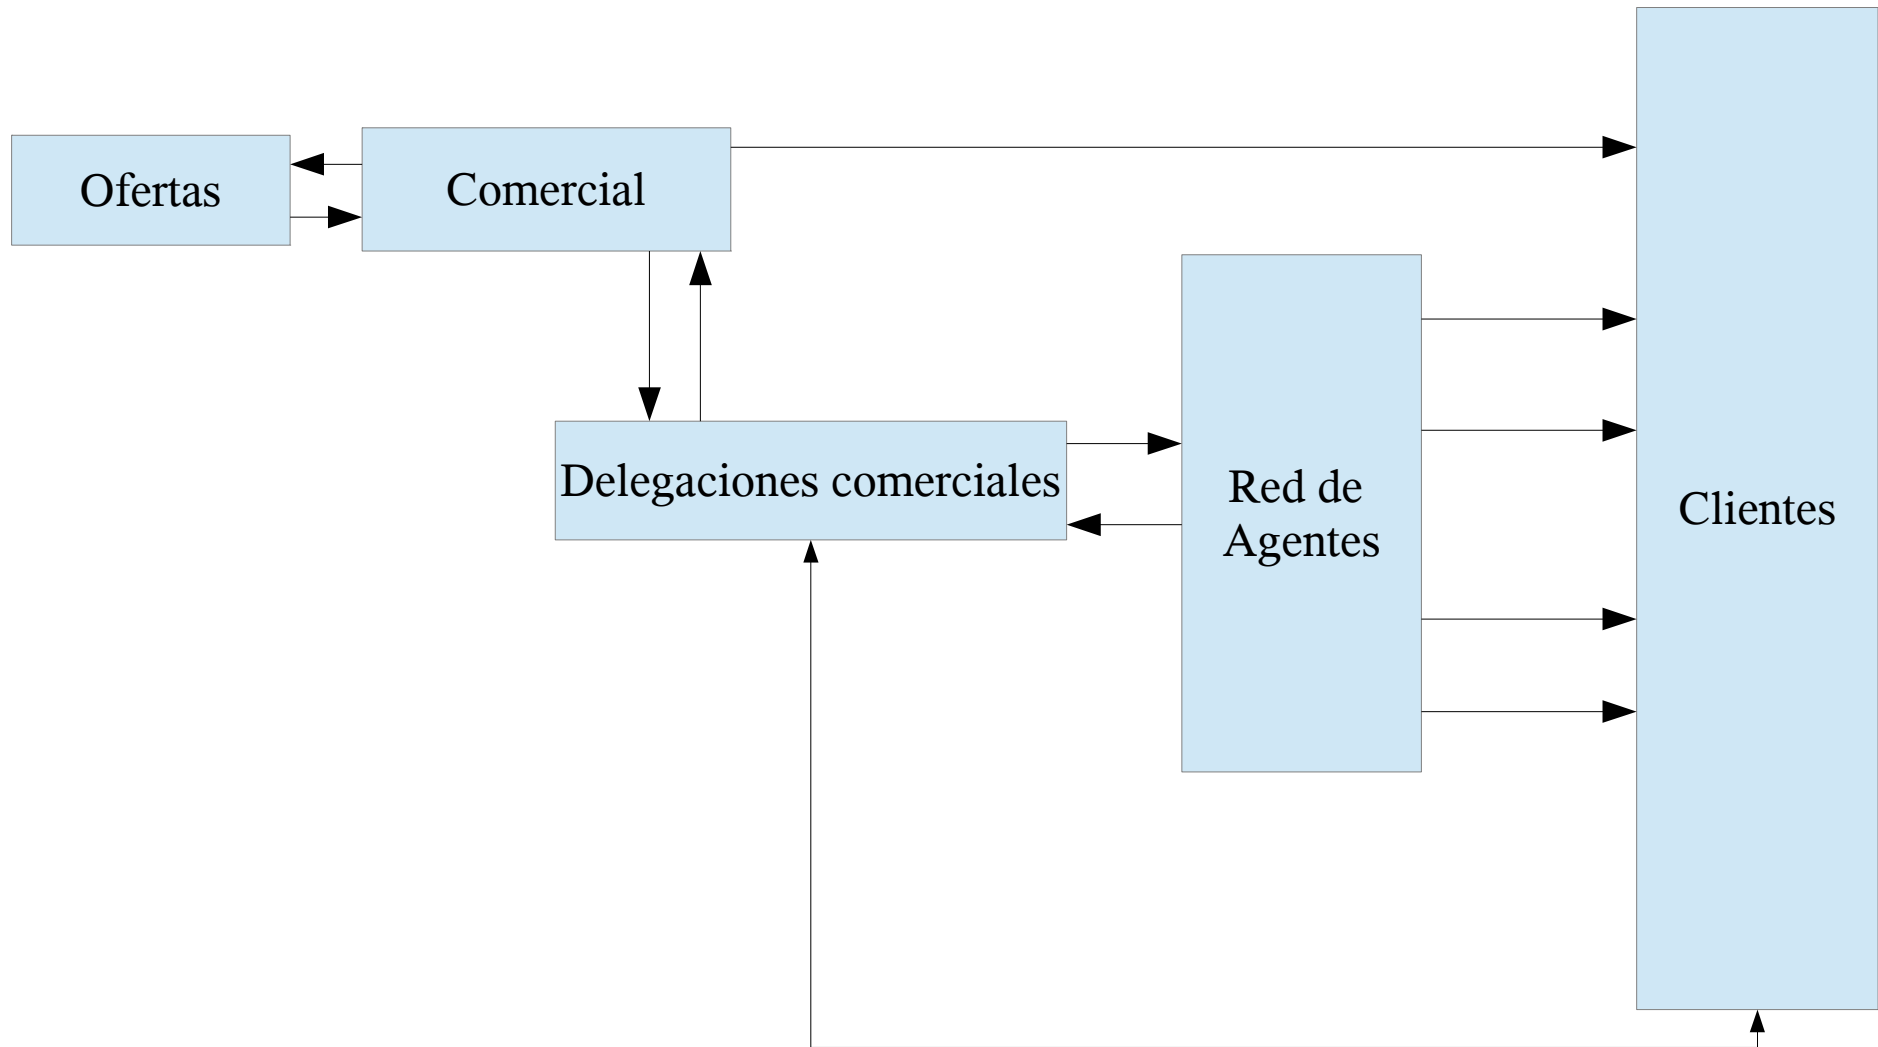 Ofertas
Comercial
Delegaciones comerciales
Red de
Agentes
Clientes